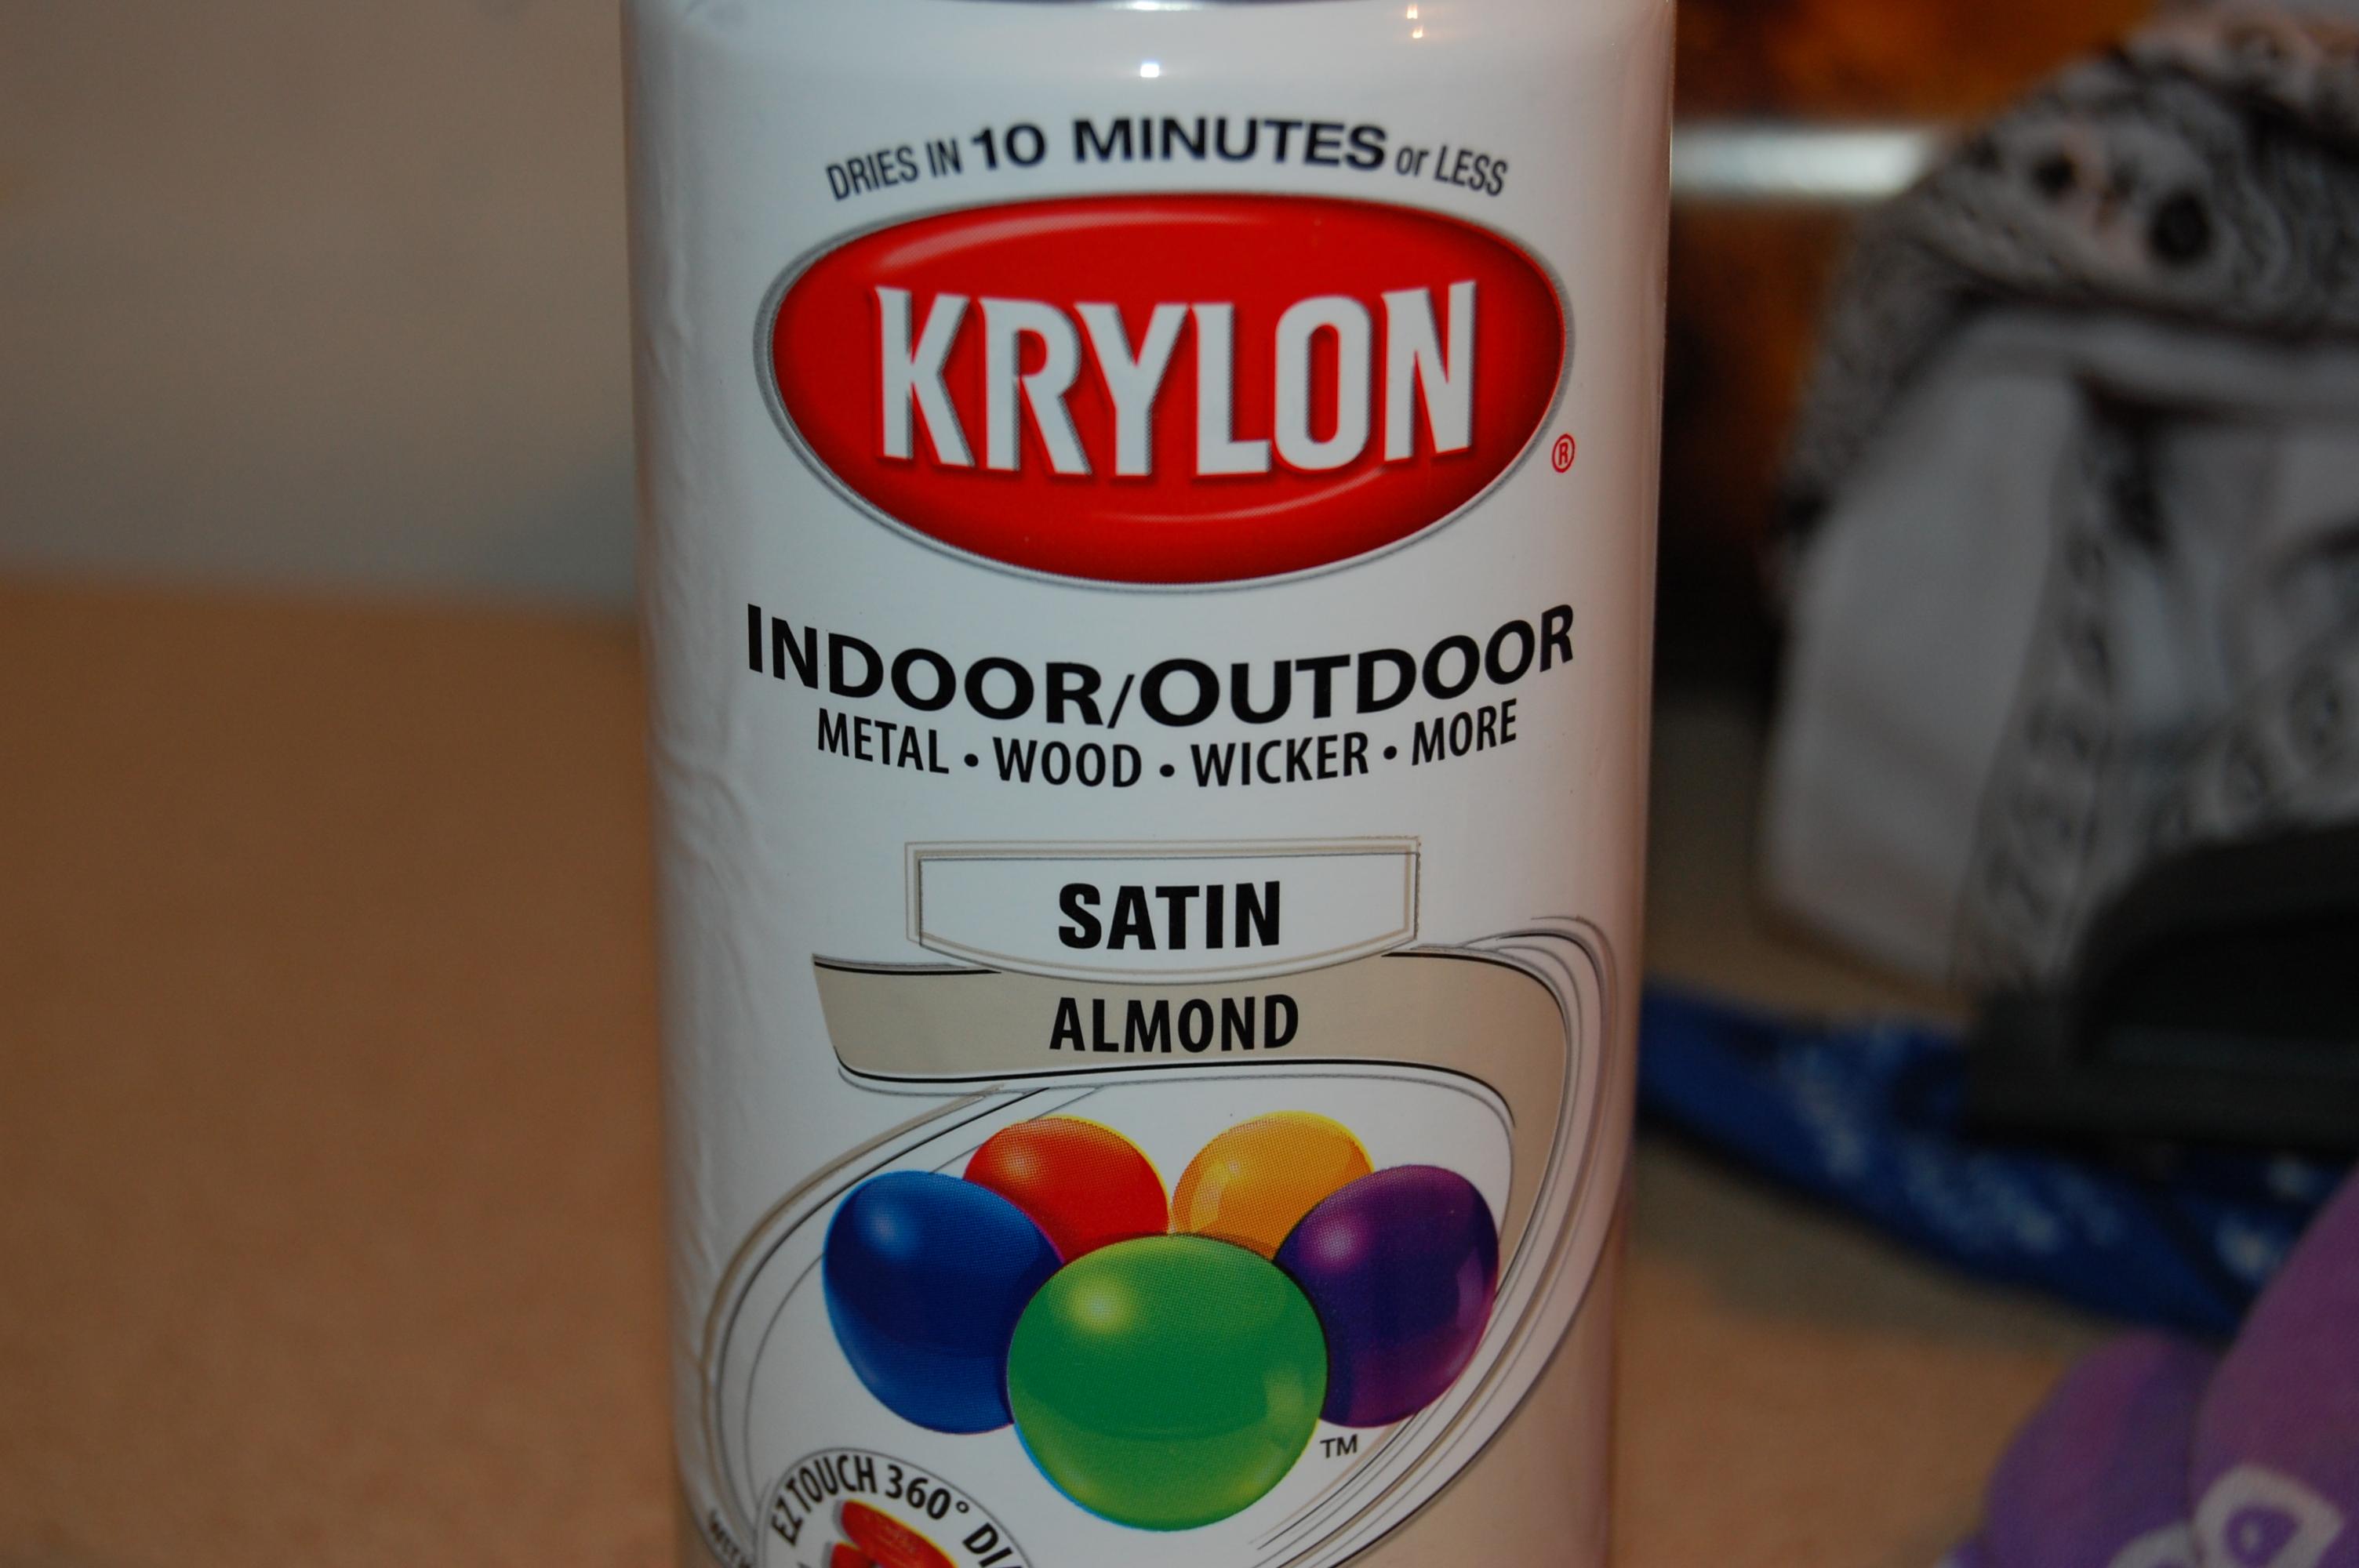 DRIES IN 10 MINUTES or LESS
KRYLON
®
INDOOR/OUTDOOR
METAL • WOOD • WICKER • MORE
SATIN
ALMOND
TM
EZ TOUCH 360°